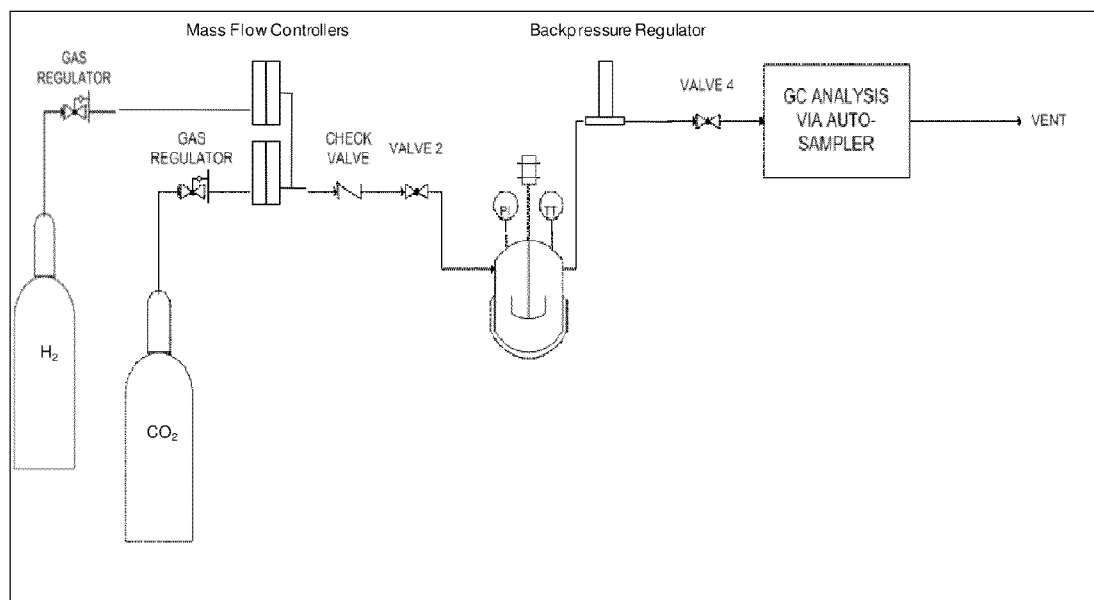 Mass Flow Controllers
Backpressure Regulator
GAS
REGULATOR
VALVE 4
GC ANALYSIS
VIA AUTO-
SAMPLER
VENT
GAS
REGULATOR
CHECK
VALVE
VALVE 2
PI
TT
H₂
CO₂